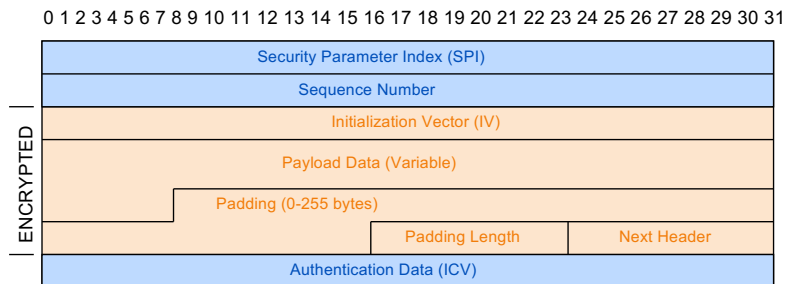 0 1 2 3 4 5 6 7 8 9 10 11 12 13 14 15 16 17 18 19 20 21 22 23 24 25 26 27 28 29 30 31
Security Parameter Index (SPI)
Sequence Number
ENCRYPTED
Initialization Vector (IV)
Payload Data (Variable)
Padding (0-255 bytes)
Padding Length Next Header
Authentication Data (ICV)